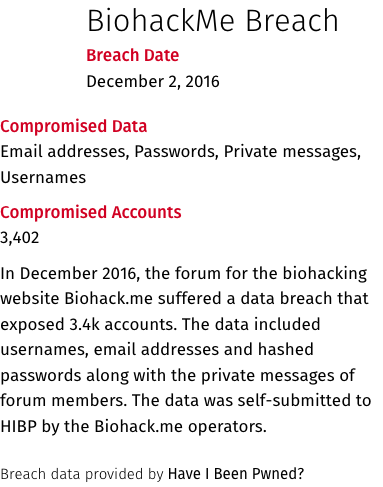 BiohackMe Breach
Breach Date
December 2, 2016
Compromised Data
Email addresses, Passwords, Private messages,
Usernames
Compromised Accounts
3,402
In December 2016, the forum for the biohacking
website Biohack.me suffered a data breach that
exposed 3.4k accounts. The data included
usernames, email addresses and hashed
passwords along with the private messages of
forum members. The data was self-submitted to
HIBP by the Biohack.me operators.
Breach data provided by Have I Been Pwned?